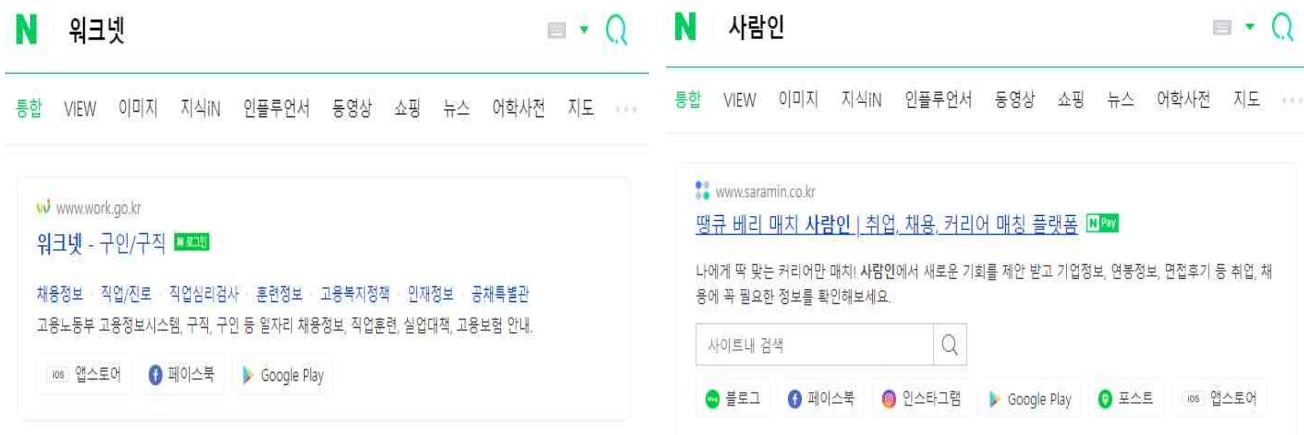 N 워크넷
통합 VIEW 이미지 지식iN 인플루언서 동영상 쇼핑 뉴스 어학사전 지도 ...
www.work.go.kr
워크넷 - 구인/구직 N 로그인
채용정보 · 직업/진로 · 직업심리검사 · 훈련정보 · 고용복지정책 · 인재정보 · 공채특별관
고용노동부 고용정보시스템, 구직, 구인 등 일자리 채용정보, 직업훈련, 실업대책, 고용보험 안내.
ios 앱스토어 페이스북 Google Play
N 사람인
통합 VIEW 이미지 지식iN 인플루언서 동영상 쇼핑 뉴스 어학사전 지도 ...
www.saramin.co.kr
땡큐 베리 매치 사람인 | 취업, 채용, 커리어 매칭 플랫폼 N Pay
나에게 딱 맞는 커리어만 매치! 사람인에서 새로운 기회를 제안 받고 기업정보, 연봉정보, 면접후기 등 취업, 채
용에 꼭 필요한 정보를 확인해보세요.
사이트내 검색
블로그 페이스북 인스타그램 Google Play 포스트 ios 앱스토어